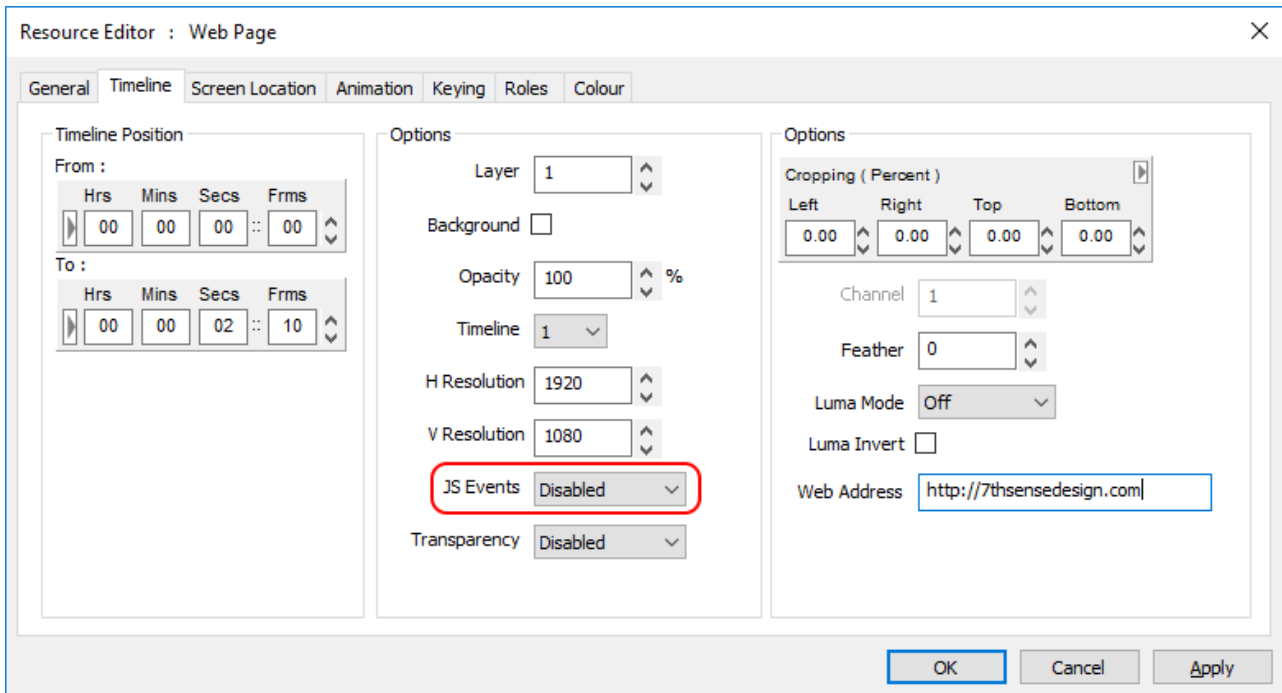 Resource Editor : Web Page
General Timeline Screen Location Animation Keying Roles Colour
Timeline Position
From :
Hrs Mins Secs Frms
00 00 00 :: 00
To :
Hrs Mins Secs Frms
00 00 02 :: 10
Options
Layer 1
Background
Opacity 100 %
Timeline 1
H Resolution 1920
V Resolution 1080
JS Events Disabled
Transparency Disabled
Options
Cropping ( Percent )
Left Right Top Bottom
0.00 0.00 0.00 0.00
Channel 1
Feather 0
Luma Mode Off
Luma Invert
Web Address http://7thsensedesign.com
OK Cancel Apply